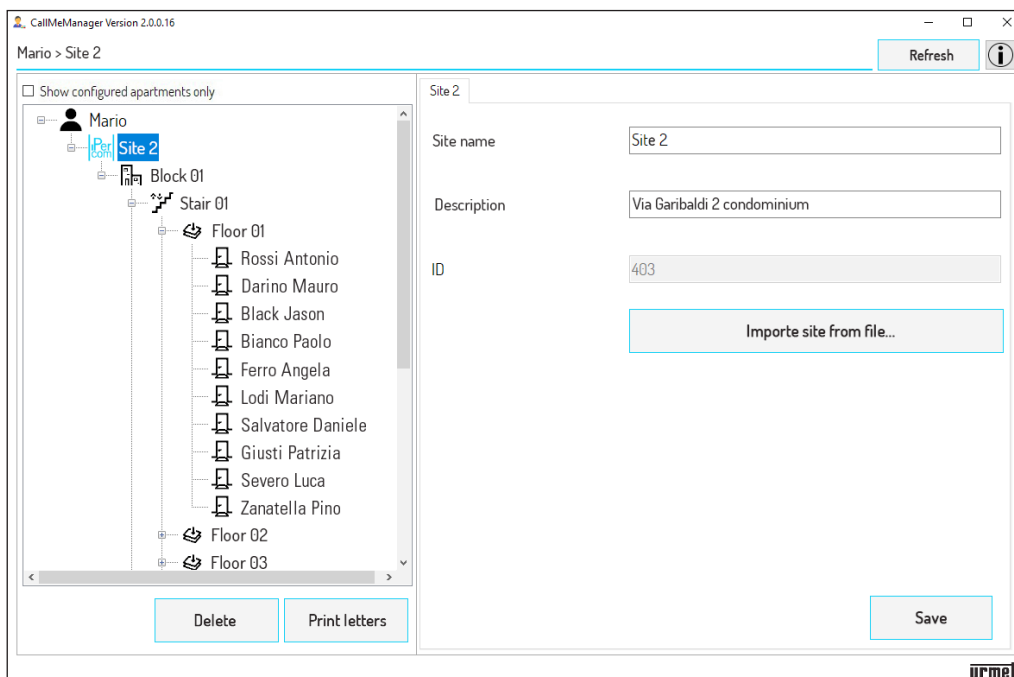 CallMeManager Version 2.0.0.16
Mario > Site 2
Refresh
Show configured apartments only
Mario
iPercom Site 2
Block 01
Stair 01
Floor 01
Rossi Antonio
Darino Mauro
Black Jason
Bianco Paolo
Ferro Angela
Lodi Mariano
Salvatore Daniele
Giusti Patrizia
Severo Luca
Zanatella Pino
Floor 02
Floor 03
Delete
Print letters
Site 2
Site name
Site 2
Description
Via Garibaldi 2 condominium
ID
403
Importe site from file...
Save
urmet